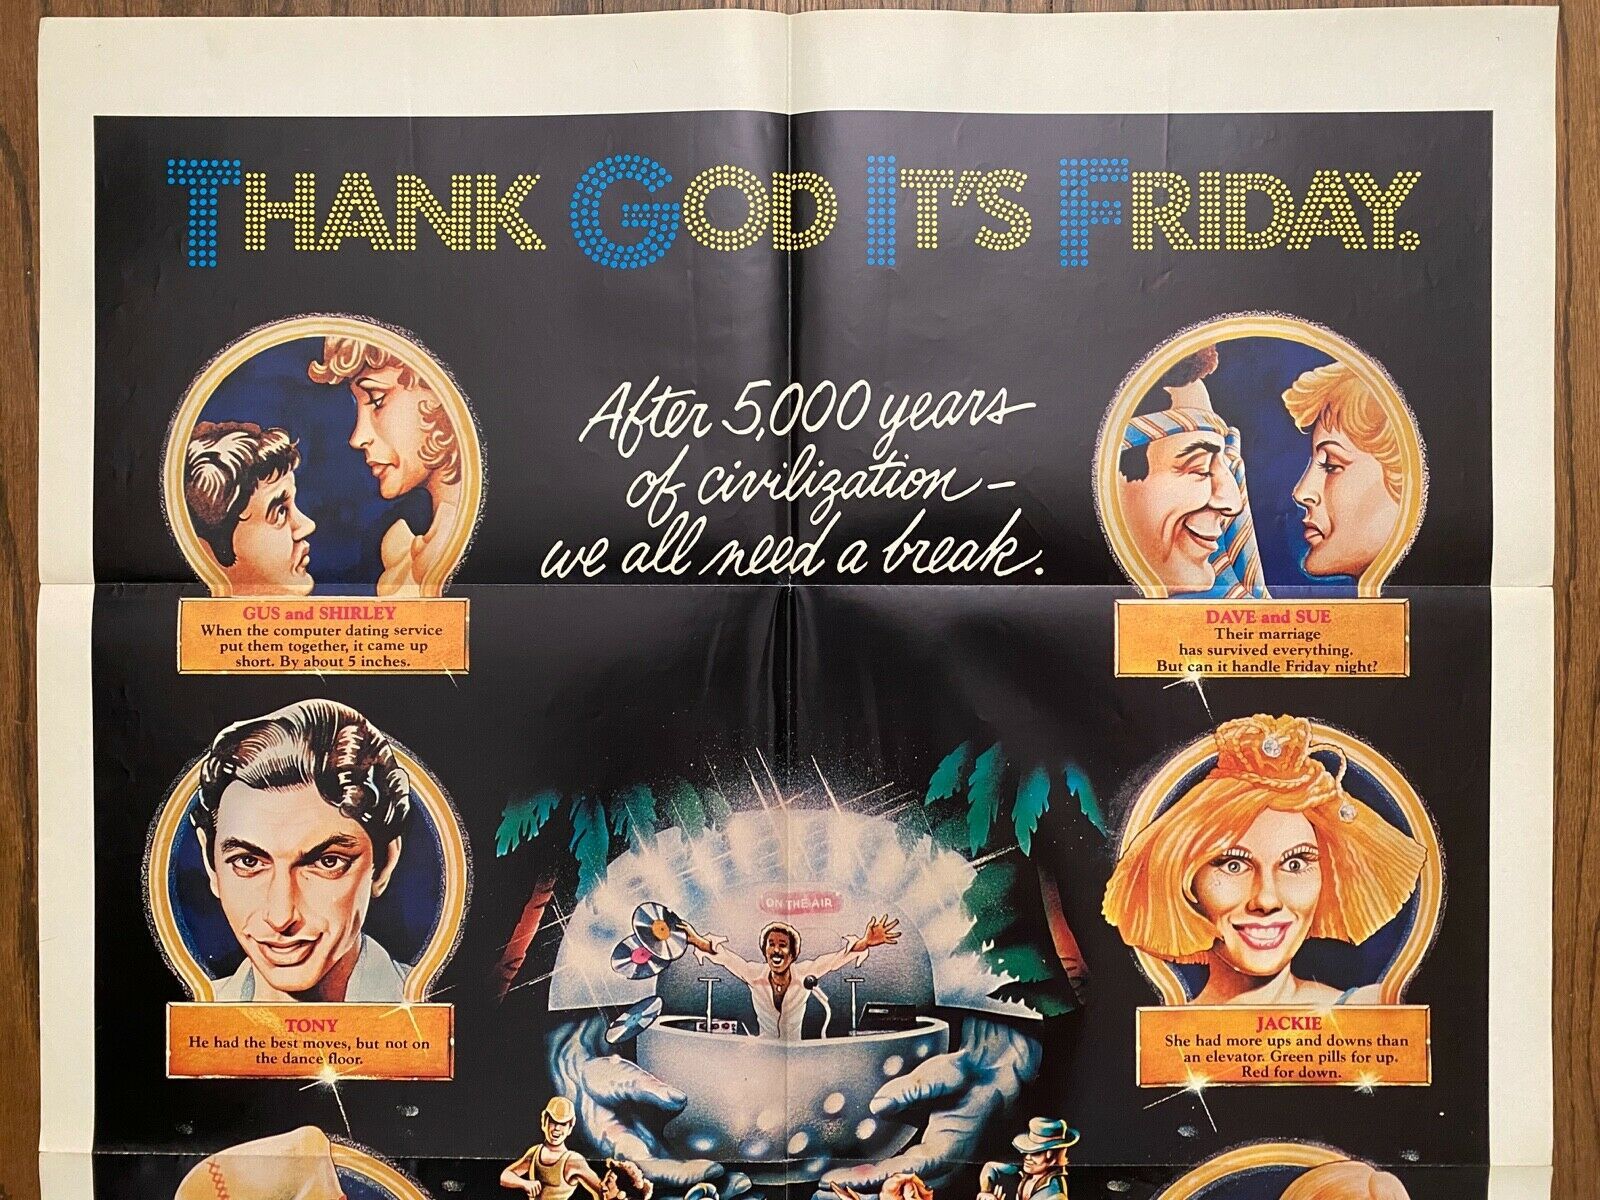 THANK GOD IT'S FRIDAY.
After 5,000 years
of civilization –
we all need a break.
GUS and SHIRLEY
When the computer dating service
put them together, it came up
short. By about 5 inches.
DAVE and SUE
Their marriage
has survived everything.
But can it handle Friday night?
ON THE AIR
TONY
He had the best moves, but not on
the dance floor.
JACKIE
She had more ups and downs than
an elevator. Green pills for up.
Red for down.